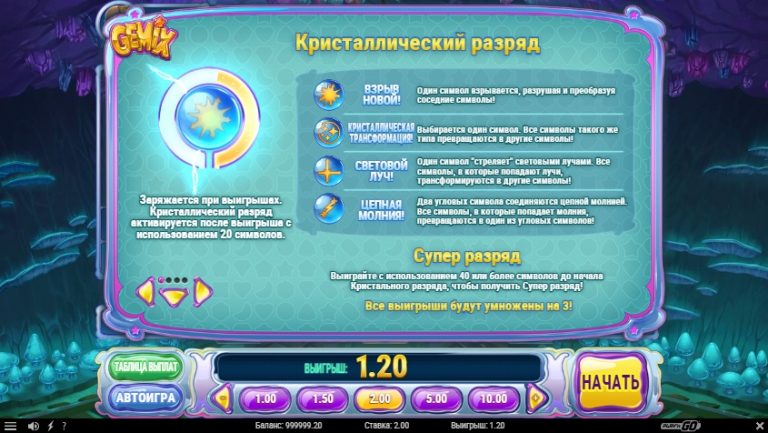 GEMIX
Кристаллический разряд
ВЗРЫВ
НОВОЙ!
Один символ взрывается, разрушая и преобразуя
соседние символы!
КРИСТАЛЛИЧЕСКАЯ
ТРАНСФОРМАЦИЯ!
Выбирается один символ. Все символы такого же
типа превращаются в другие символы!
СВЕТОВОЙ
ЛУЧ!
Один символ "стреляет" световыми лучами. Все
символы, в которые попадают лучи,
трансформируются в другие символы!
ЦЕПНАЯ
МОЛНИЯ!
Два угловых символа соединяются цепной молнией.
Все символы, в которые попадает молния,
превращаются в один из угловых символов!
Заряжается при выигрышах.
Кристаллический разряд
активируется после выигрыша с
использованием 20 символов.
Супер разряд
Выиграйте с использованием 40 или более символов до начала
Кристального разряда, чтобы получить Супер разряд!
Все выигрыши будут умножены на 3!
ТАБЛИЦА ВЫПЛАТ
ВЫИГРЫШ: 1.20
АВТОИГРА
1.00 1.50 2.00 5.00 10.00
НАЧАТЬ
? Баланс: 999999.20 Ставка: 2.00 Выигрыш: 1.20 PLAY'N GO